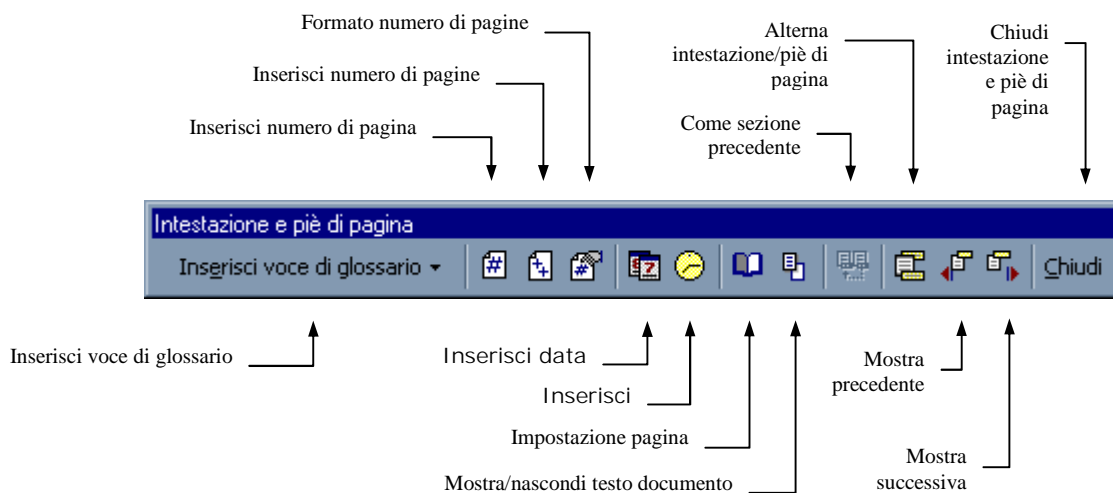 Formato numero di pagine
Inserisci numero di pagine
Inserisci numero di pagina
Alterna
intestazione/piè di
pagina
Chiudi
intestazione
e piè di
pagina
Come sezione
precedente
Intestazione e piè di pagina
Inserisci voce di glossario
Chiudi
Inserisci voce di glossario
Inserisci data
Inserisci
Impostazione pagina
Mostra/nascondi testo documento
Mostra
precedente
Mostra
successiva